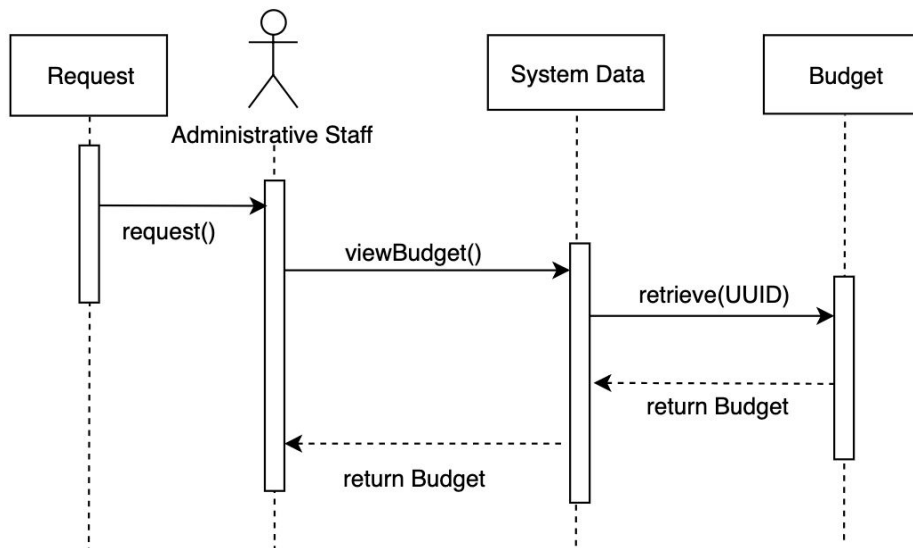 Request
Administrative Staff
System Data
Budget
request()
viewBudget()
retrieve(UUID)
return Budget
return Budget